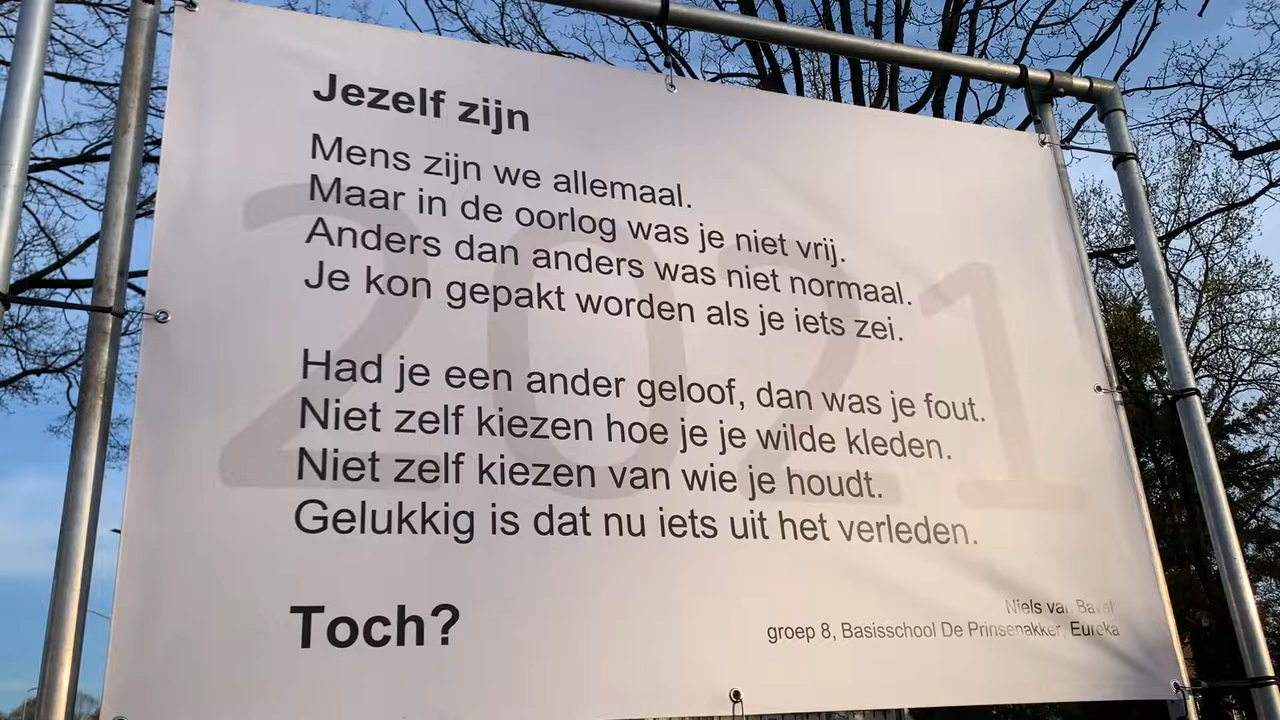 Jezelf zijn
Mens zijn we allemaal.
Maar in de oorlog was je niet vrij.
Anders dan anders was niet normaal.
Je kon gepakt worden als je iets zei.
Had je een ander geloof, dan was je fout.
Niet zelf kiezen hoe je je wilde kleden.
Niet zelf kiezen van wie je houdt.
Gelukkig is dat nu iets uit het verleden.
Toch?
2021
Niels van Bavel
groep 8, Basisschool De Prinsenakker, Eureka